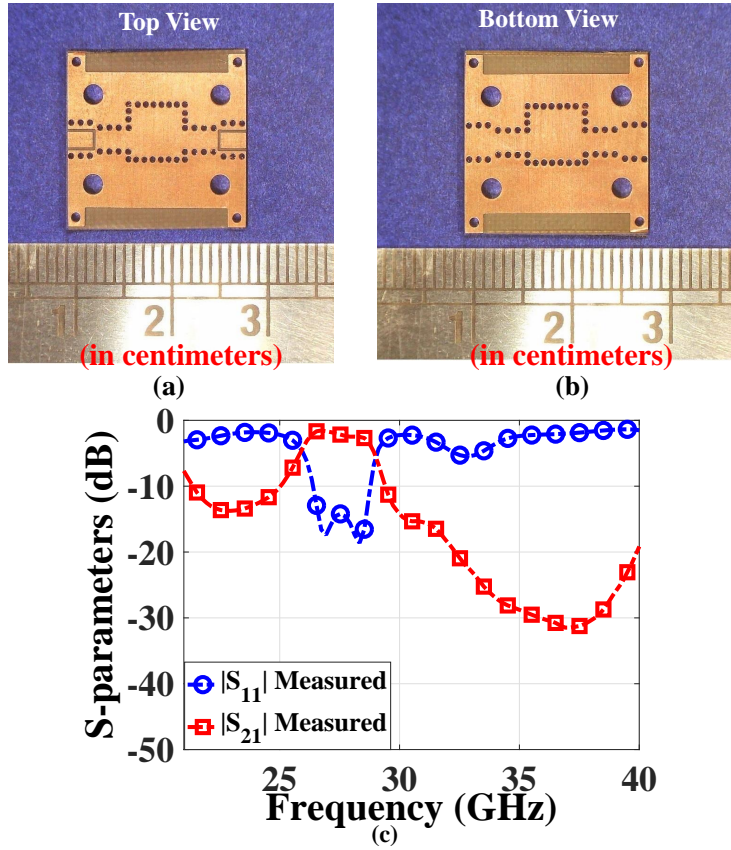 Top View
Bottom View
1 2 3
1 2 3
(in centimeters)
(in centimeters)
(a)
(b)
0
-10
-20
-30
-40
-50
S-parameters (dB)
|S11| Measured
|S21| Measured
25 30 35 40
Frequency (GHz)
(c)